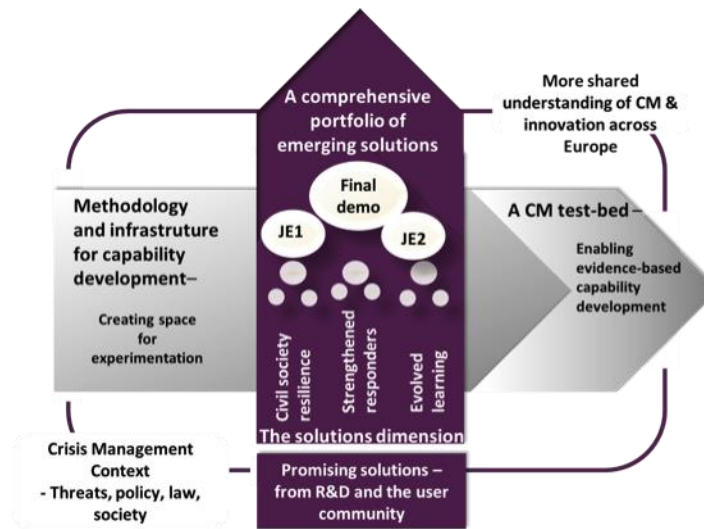 A comprehensive
portfolio of
emerging solutions
More shared
understanding of CM &
innovation across
Europe
Final
demo
JE1
JE2
Methodology
and infrastruture
for capability
development–
Creating space
for
experimentation
A CM test-bed –
Enabling
evidence-based
capability
development
Civil society
resilience
Strengthened
responders
Evolved
learning
The solutions dimension
Crisis Management
Context
- Threats, policy, law,
society
Promising solutions –
from R&D and the user
community